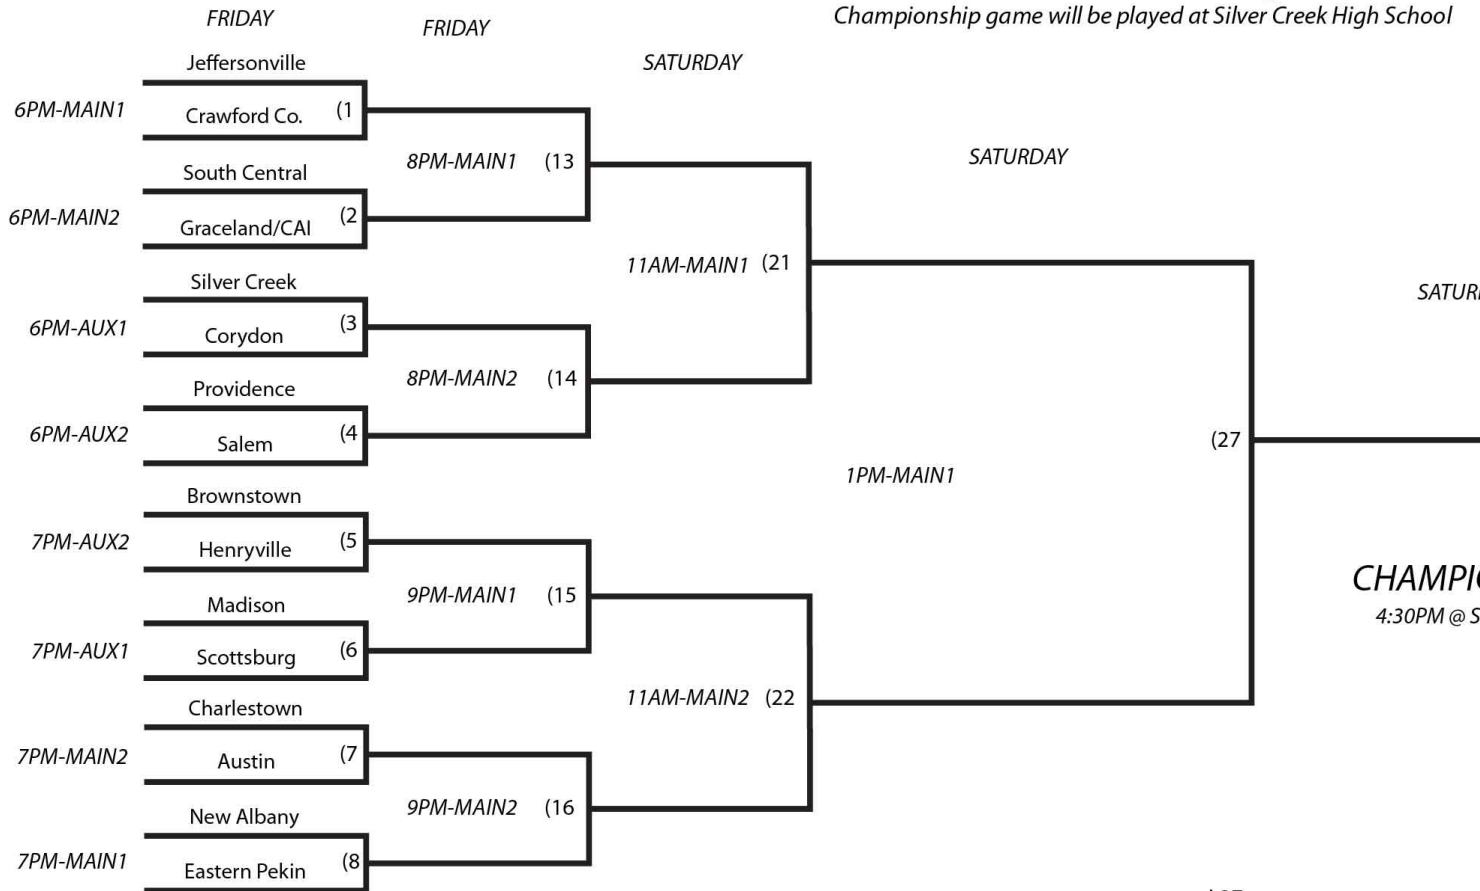 FRIDAY
FRIDAY
Championship game will be played at Silver Creek High School
SATURDAY
SATURDAY
Jeffersonville
6PM-MAIN1
Crawford Co.
(1
8PM-MAIN1
(13
South Central
6PM-MAIN2
Graceland/CAI
(2
11AM-MAIN1
(21
Silver Creek
6PM-AUX1
Corydon
(3
8PM-MAIN2
(14
Providence
6PM-AUX2
Salem
(4
1PM-MAIN1
(27
Brownstown
7PM-AUX2
Henryville
(5
9PM-MAIN1
(15
Madison
7PM-AUX1
Scottsburg
(6
11AM-MAIN2
(22
Charlestown
7PM-MAIN2
Austin
(7
9PM-MAIN2
(16
New Albany
7PM-MAIN1
Eastern Pekin
(8
4:30PM @